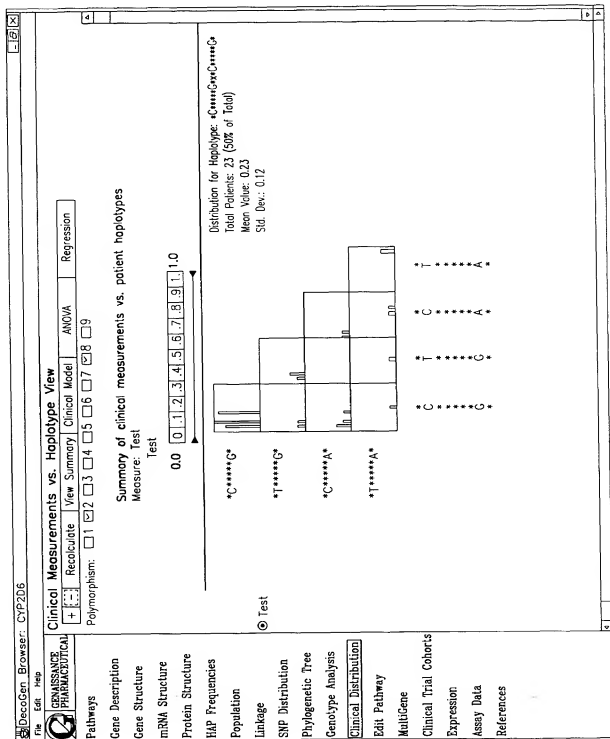 DecoGen Browser: CYP2D6
File Edit Help
GENAISSANCE
PHARMACEUTICAL
Pathways
Gene Description
Gene Structure
mRNA Structure
Protein Structure
HAP Frequencies
Population
Linkage
SNP Distribution
Phylogenetic Tree
Genotype Analysis
Clinical Distribution
Edit Pathway
MultiGene
Clinical Trial Cohorts
Expression
Assay Data
References
Clinical Measurements vs. Haplotype View
+ [-] Recalculate View Summary Clinical Model ANOVA Regression
Polymorphism: 1 2 3 4 5 6 7 8 9
Summary of clinical measurements vs. patient haplotypes
Measure: Test
Test
0.0 0 .1 .2 .3 .4 .5 .6 .7 .8 .9 1. 1.0
Test
*C*****G*
*T*****G*
*C*****A*
*T*****A*
Distribution for Haplotype: *C*****G*x*C*****G*
Total Patients: 23 (50% of Total)
Mean Value: 0.23
Std. Dev.: 0.12
*C*****G*
*T*****G*
*C*****A*
*T*****A*